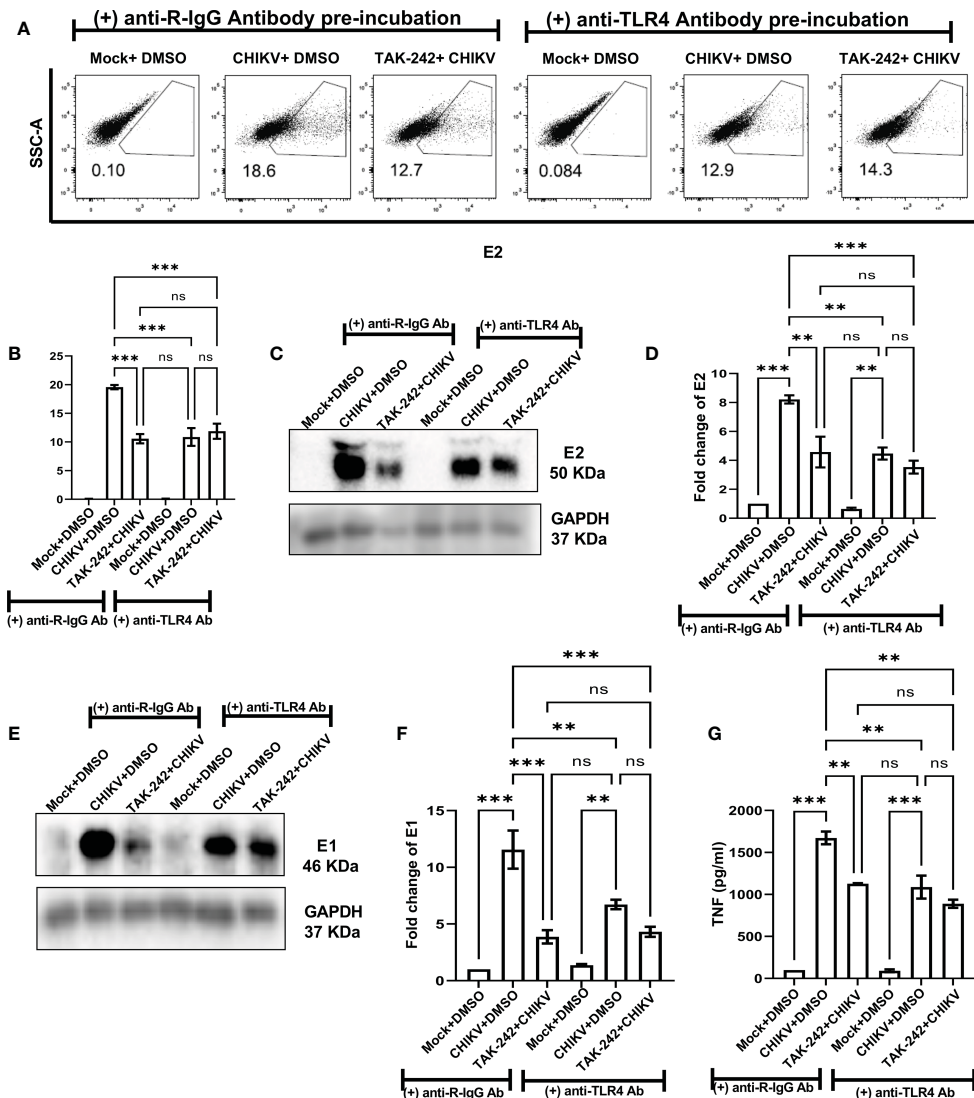 A
(+) anti-R-IgG Antibody pre-incubation
(+) anti-TLR4 Antibody pre-incubation
Mock+ DMSO
CHIKV+ DMSO
TAK-242+ CHIKV
Mock+ DMSO
CHIKV+ DMSO
TAK-242+ CHIKV
SSC-A
0.10
18.6
12.7
0.084
12.9
14.3
E2
B
***
ns
***
*** ns ns
25
20
15
10
5
0
Mock+DMSO
CHIKV+DMSO
TAK-242+CHIKV
Mock+DMSO
CHIKV+DMSO
TAK-242+CHIKV
(+) anti-R-IgG Ab
(+) anti-TLR4 Ab
C
(+) anti-R-IgG Ab
(+) anti-TLR4 Ab
Mock+DMSO
CHIKV+DMSO
TAK-242+CHIKV
Mock+DMSO
CHIKV+DMSO
TAK-242+CHIKV
E2
50 KDa
GAPDH
37 KDa
D
***
ns
**
** ns ns
*** **
Fold change of E2
10
8
6
4
2
0
Mock+DMSO
CHIKV+DMSO
TAK-242+CHIKV
Mock+DMSO
CHIKV+DMSO
TAK-242+CHIKV
(+) anti-R-IgG Ab
(+) anti-TLR4 Ab
E
(+) anti-R-IgG Ab
(+) anti-TLR4 Ab
Mock+DMSO
CHIKV+DMSO
TAK-242+CHIKV
Mock+DMSO
CHIKV+DMSO
TAK-242+CHIKV
E1
46 KDa
GAPDH
37 KDa
F
***
ns
**
*** ns ns
*** **
Fold change of E1
15
10
5
0
Mock+DMSO
CHIKV+DMSO
TAK-242+CHIKV
Mock+DMSO
CHIKV+DMSO
TAK-242+CHIKV
(+) anti-R-IgG Ab
(+) anti-TLR4 Ab
G
**
ns
**
** ns ns
*** ***
TNF (pg/ml)
2000
1500
1000
500
0
Mock+DMSO
CHIKV+DMSO
TAK-242+CHIKV
Mock+DMSO
CHIKV+DMSO
TAK-242+CHIKV
(+) anti-R-IgG Ab
(+) anti-TLR4 Ab